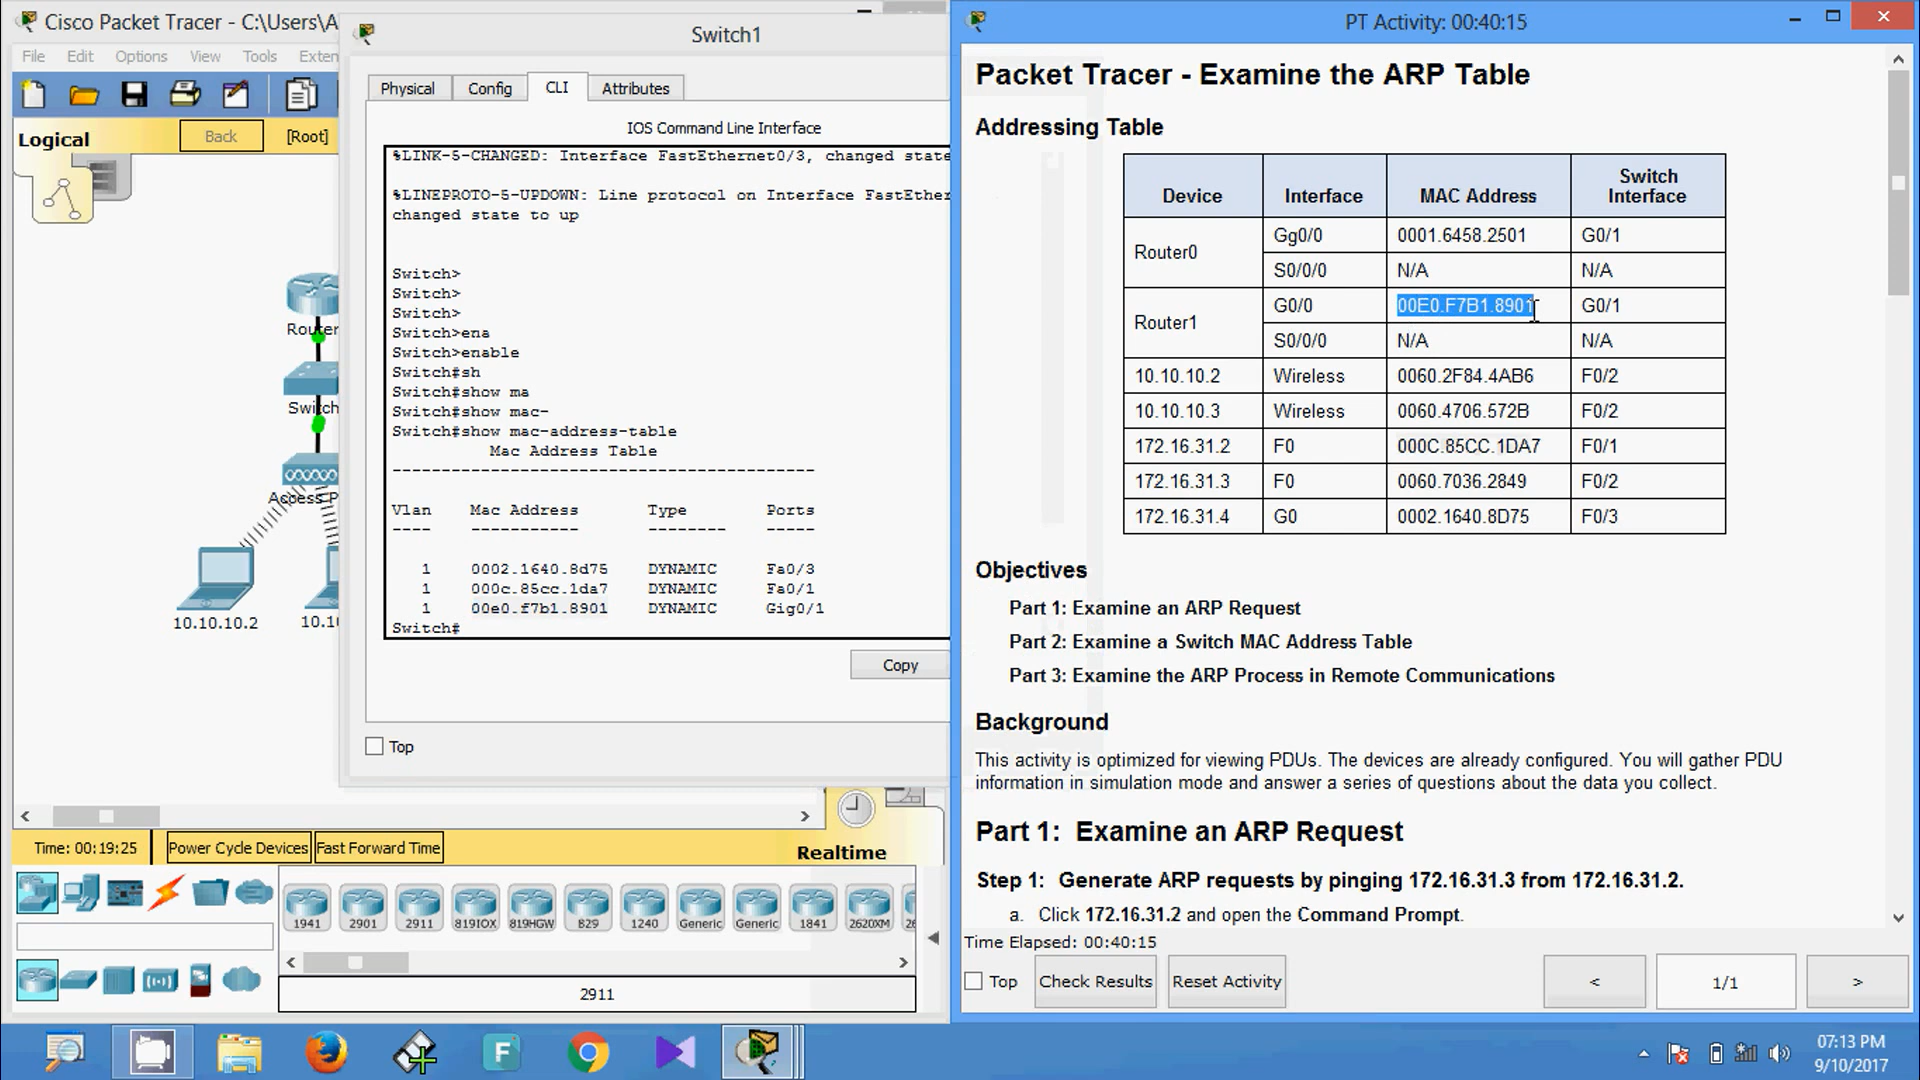 Cisco Packet Tracer - C:\Users\A
File Edit Options View Tools Exten
Logical
Back
[Root]
Router
Switch
Access P
10.10.10.2
10.1
Time: 00:19:25
Power Cycle Devices
Fast Forward Time
Realtime
1941
2901
2911
819IOX
819HGW
829
1240
Generic
Generic
1841
2620XM
26
2911
Switch1
Physical
Config
CLI
Attributes
IOS Command Line Interface
%LINK-5-CHANGED: Interface FastEthernet0/3, changed state
%LINEPROTO-5-UPDOWN: Line protocol on Interface FastEther
changed state to up
Switch>
Switch>
Switch>
Switch>ena
Switch>enable
Switch#sh
Switch#show ma
Switch#show mac-
Switch#show mac-address-table
Mac Address Table
-------------------------------------------
Vlan Mac Address Type Ports
---- ----------- -------- -----
1 0002.1640.8d75 DYNAMIC Fa0/3
1 000c.85cc.1da7 DYNAMIC Fa0/1
1 00e0.f7b1.8901 DYNAMIC Gig0/1
Switch#
Copy
Top
PT Activity: 00:40:15
Packet Tracer - Examine the ARP Table
Addressing Table
Device Interface MAC Address Switch Interface
Router0 Gg0/0 0001.6458.2501 G0/1
S0/0/0 N/A N/A
Router1 G0/0 00E0.F7B1.8901 G0/1
S0/0/0 N/A N/A
10.10.10.2 Wireless 0060.2F84.4AB6 F0/2
10.10.10.3 Wireless 0060.4706.572B F0/2
172.16.31.2 F0 000C.85CC.1DA7 F0/1
172.16.31.3 F0 0060.7036.2849 F0/2
172.16.31.4 G0 0002.1640.8D75 F0/3
Objectives
Part 1: Examine an ARP Request
Part 2: Examine a Switch MAC Address Table
Part 3: Examine the ARP Process in Remote Communications
Background
This activity is optimized for viewing PDUs. The devices are already configured. You will gather PDU
information in simulation mode and answer a series of questions about the data you collect.
Part 1: Examine an ARP Request
Step 1: Generate ARP requests by pinging 172.16.31.3 from 172.16.31.2.
a. Click 172.16.31.2 and open the Command Prompt.
Time Elapsed: 00:40:15
Top
Check Results
Reset Activity
<
1/1
>
07:13 PM
9/10/2017